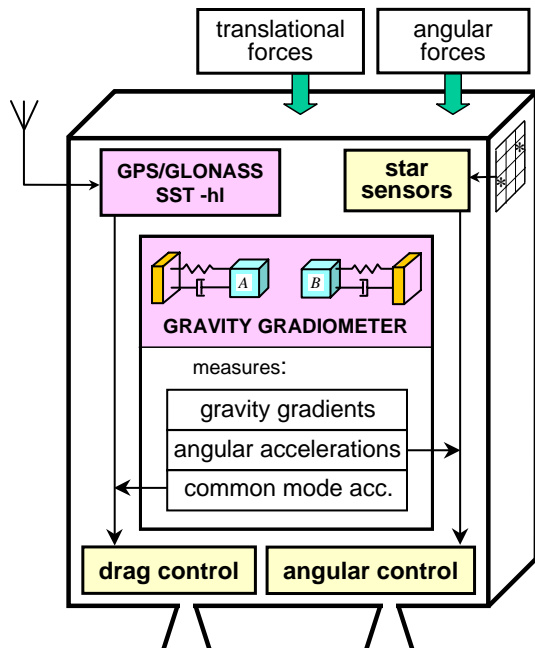 translational
forces
angular
forces
GPS/GLONASS
SST -hl
star
sensors
A
B
GRAVITY GRADIOMETER
measures:
gravity gradients
angular accelerations
common mode acc.
drag control
angular control